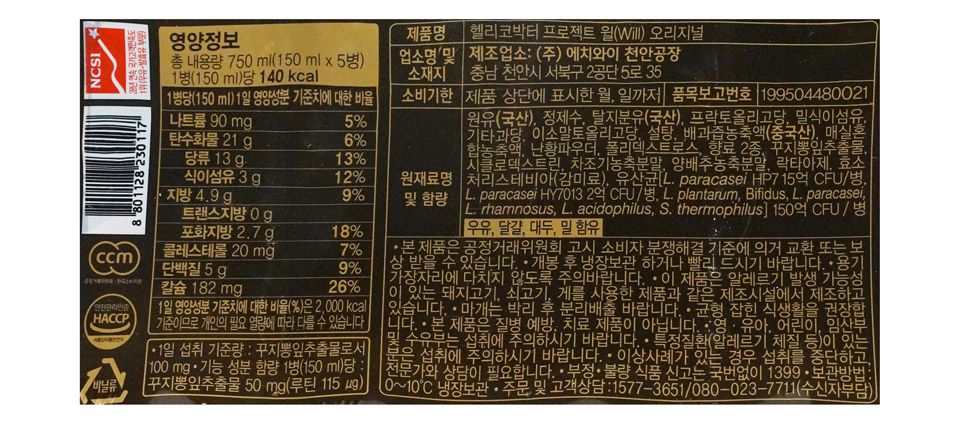 NCSI
영양정보
총 내용량 750 ml(150 ml x 5병)
1병(150 ml)당 140 kcal
1병당(150 ml) 1일 영양성분 기준치에 대한 비율
나트륨 90 mg 5%
탄수화물 21 g 6%
당류 13 g 13%
식이섬유 3 g 12%
지방 4.9 g 9%
트랜스지방 0 g
포화지방 2.7 g 18%
콜레스테롤 20 mg 7%
단백질 5 g 9%
칼슘 182 mg 26%
1일 영양성분 기준치에 대한 비율(%)은 2,000 kcal
기준이므로 개인의 필요 열량에 따라 다를 수 있습니다
•1일 섭취 기준량 : 꾸지뽕잎추출물로서
100 mg •기능 성분 함량 1병(150 ml)당 :
꾸지뽕잎추출물 50 mg(루틴 115 μg)
8 801128 230117
ccm
안전관리인증
HACCP
비닐류
제품명 헬리코박터 프로젝트 윌(Will) 오리지널
업소명 및 소재지 제조업소: (주) 에치와이 천안공장
충남 천안시 서북구 2공단 5로 35
소비기한 제품 상단에 표시한 월, 일까지 품목보고번호 199504480021
원재료명 및 함량
원유(국산), 정제수, 탈지분유(국산), 프락토올리고당, 밀식이섬유,
기타과당, 이소말토올리고당, 설탕, 배과즙농축액(중국산), 매실혼
합농축액, 난황파우더, 폴리덱스트로스, 향료 2종, 꾸지뽕잎추출물,
시클로덱스트린, 차조기농축분말, 양배추농축분말, 락타아제, 효소
처리스테비아(감미료), 유산균[L. paracasei HP7 15억 CFU/병,
L. paracasei HY7013 2억 CFU/병, L. plantarum, Bifidus, L. paracasei,
L. rhamnosus, L. acidophilus, S. thermophilus] 150억 CFU / 병
우유, 달걀, 대두, 밀 함유
•본 제품은 공정거래위원회 고시 소비자 분쟁해결 기준에 의거 교환 또는 보
상 받을 수 있습니다. •개봉 후 냉장보관 하거나 빨리 드시기 바랍니다. •용기
가장자리에 다치지 않도록 주의바랍니다. •이 제품은 알레르기 발생 가능성
이 있는 돼지고기, 쇠고기, 게를 사용한 제품과 같은 제조시설에서 제조하고
있습니다. •마개는 박리 후 분리배출 바랍니다. •균형 잡힌 식생활을 권장합
니다. •본 제품은 질병 예방, 치료 제품이 아닙니다. •영 · 유아, 어린이, 임산부
및 수유부는 섭취에 주의하시기 바랍니다. •특정질환(알레르기 체질 등)이 있는
분은 섭취에 주의하시기 바랍니다. •이상사례가 있는 경우 섭취를 중단하고
전문가와 상담이 필요합니다. •부정·불량 식품 신고는 국번없이 1399 •보관방법 :
0~10℃ 냉장보관 •주문 및 고객상담:1577-3651/080-023-7711(수신자부담)